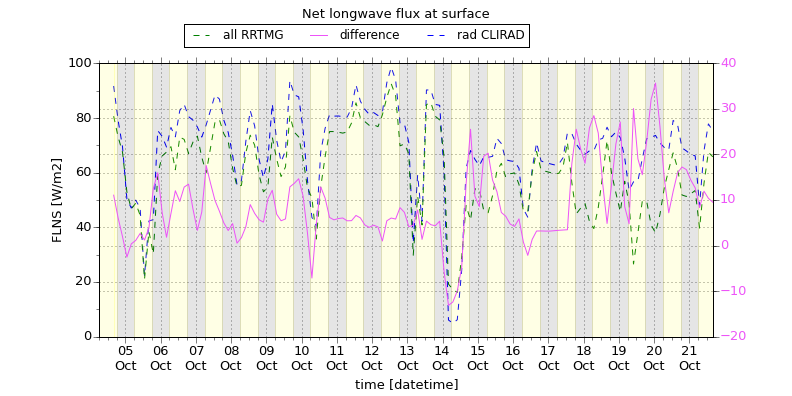 Net longwave flux at surface
all RRTMG difference rad CLIRAD
100
80
60
40
20
0
FLNS [W/m2]
40
30
20
10
0
−10
−20
05 06 07 08 09 10 11 12 13 14 15 16 17 18 19 20 21
Oct Oct Oct Oct Oct Oct Oct Oct Oct Oct Oct Oct Oct Oct Oct Oct Oct
time [datetime]